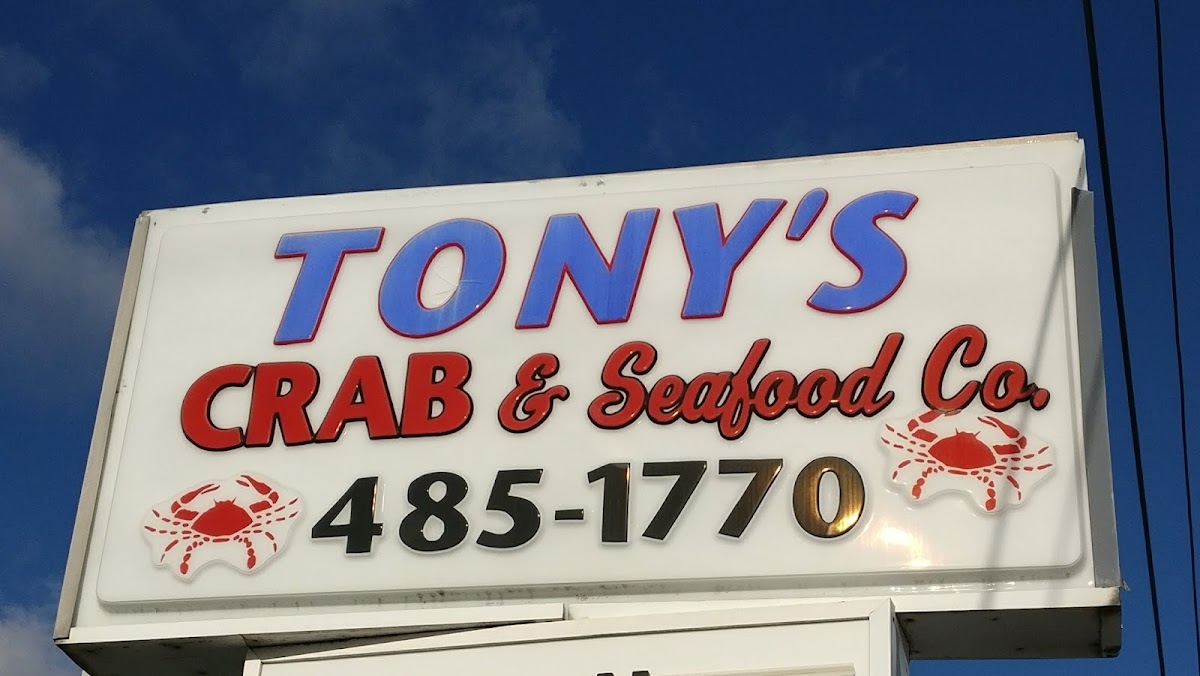 TONY'S
CRAB & Seafood Co.
485-1770